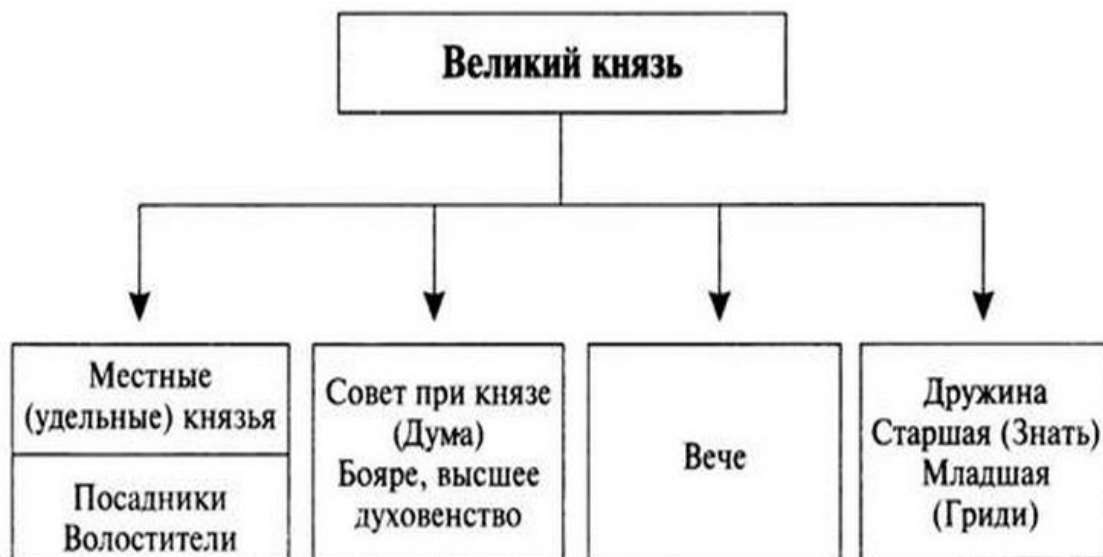 Великий князь
Местные
(удельные) князья
Посадники
Волостители
Совет при князе
(Дума)
Бояре, высшее
духовенство
Вече
Дружина
Старшая (Знать)
Младшая
(Гриди)